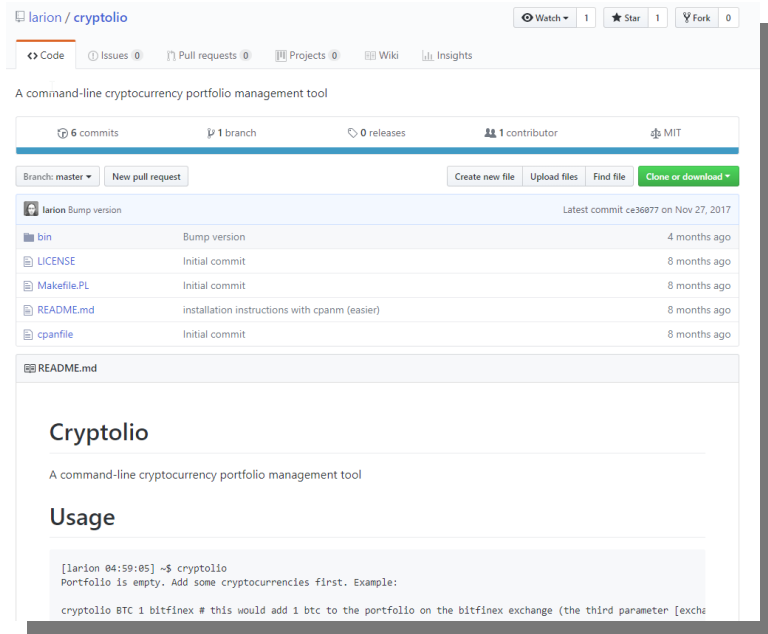 larion / cryptolio
Watch 1 Star 1 Fork 0
Code Issues 0 Pull requests 0 Projects 0 Wiki Insights
A command-line cryptocurrency portfolio management tool
6 commits 1 branch 0 releases 1 contributor MIT
Branch: master New pull request Create new file Upload files Find file Clone or download
larion Bump version Latest commit ce36077 on Nov 27, 2017
bin Bump version 4 months ago
LICENSE Initial commit 8 months ago
Makefile.PL Initial commit 8 months ago
README.md installation instructions with cpanm (easier) 8 months ago
cpanfile Initial commit 8 months ago
README.md
Cryptolio
A command-line cryptocurrency portfolio management tool
Usage
[larion 04:59:05] ~$ cryptolio
Portfolio is empty. Add some cryptocurrencies first. Example:
cryptolio BTC 1 bitfinex # this would add 1 btc to the portfolio on the bitfinex exchange (the third parameter [excha